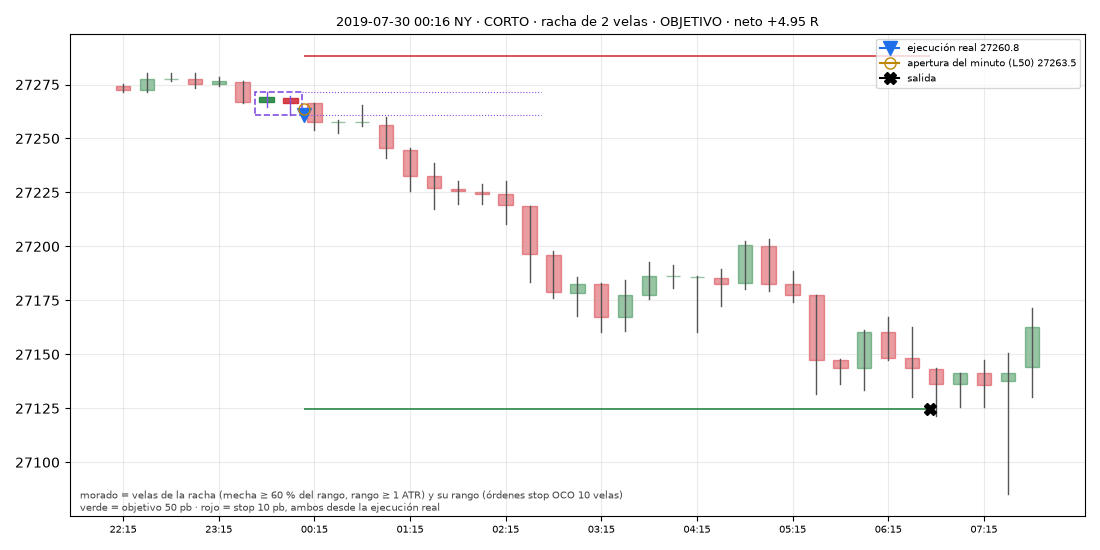 2019-07-30 00:16 NY · CORTO · racha de 2 velas · OBJETIVO · neto +4.95 R
ejecución real 27260.8
apertura del minuto (L50) 27263.5
salida
27275
27250
27225
27200
27175
27150
27125
27100
morado = velas de la racha (mecha ≥ 60 % del rango, rango ≥ 1 ATR) y su rango (órdenes stop OCO 10 velas)
verde = objetivo 50 pb · rojo = stop 10 pb, ambos desde la ejecución real
22:15 23:15 00:15 01:15 02:15 03:15 04:15 05:15 06:15 07:15